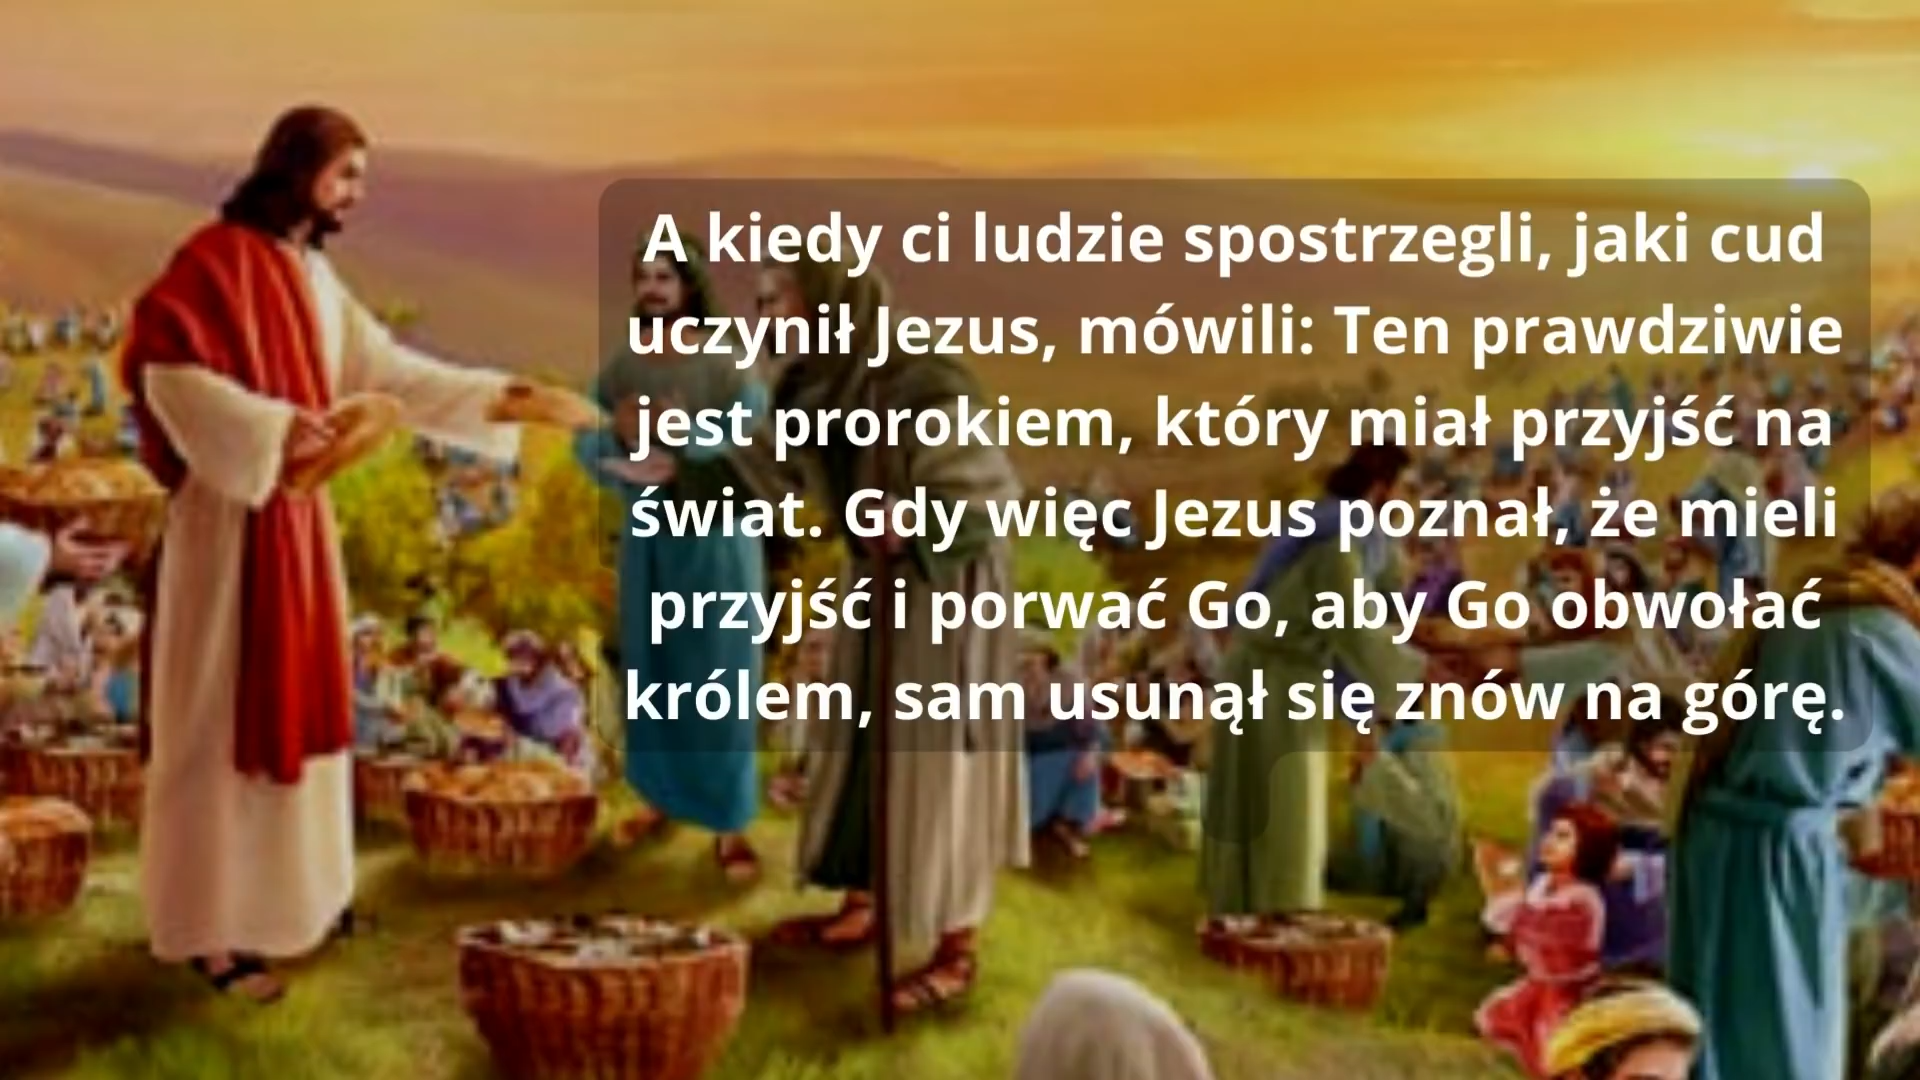 A kiedy ci ludzie spostrzegli, jaki cud
uczynił Jezus, mówili: Ten prawdziwie
jest prorokiem, który miał przyjść na
świat. Gdy więc Jezus poznał, że mieli
przyjść i porwać Go, aby Go obwołać
królem, sam usunął się znów na górę.